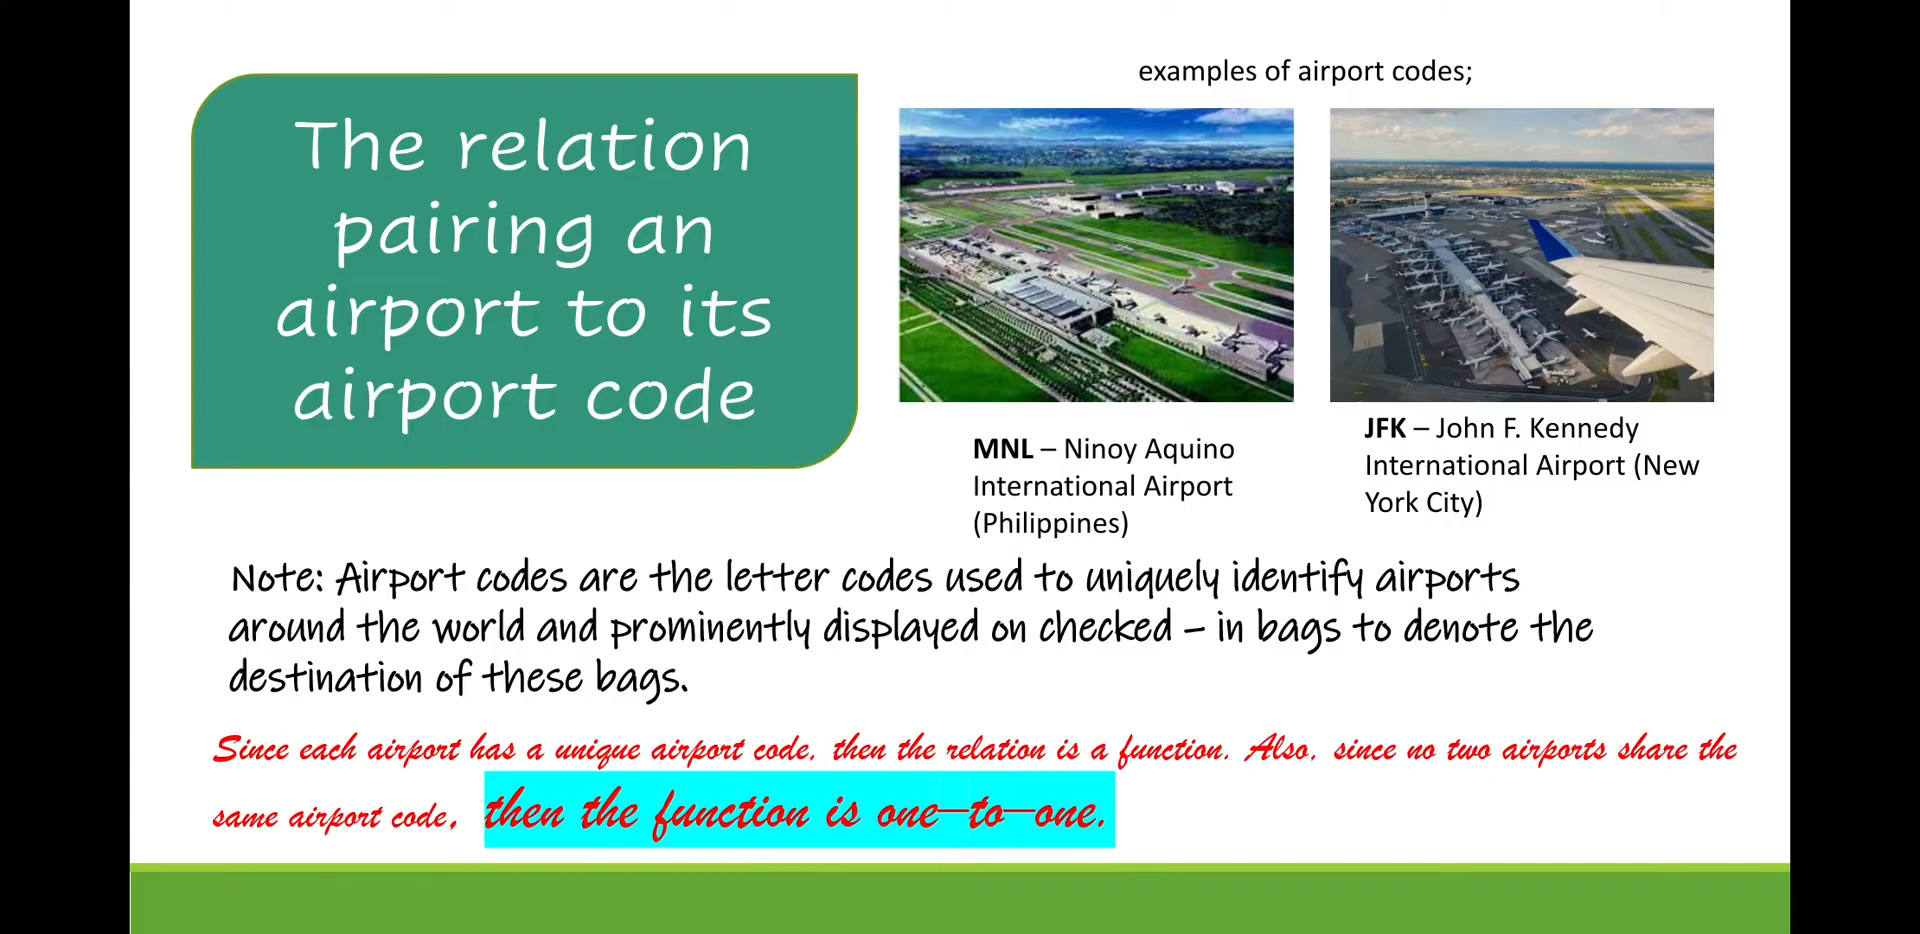 The relation
pairing an
airport to its
airport code
examples of airport codes;
MNL – Ninoy Aquino
International Airport
(Philippines)
JFK – John F. Kennedy
International Airport (New
York City)
Note: Airport codes are the letter codes used to uniquely identify airports
around the world and prominently displayed on checked – in bags to denote the
destination of these bags.
Since each airport has a unique airport code, then the relation is a function. Also, since no two airports share the
same airport code, then the function is one–to–one.